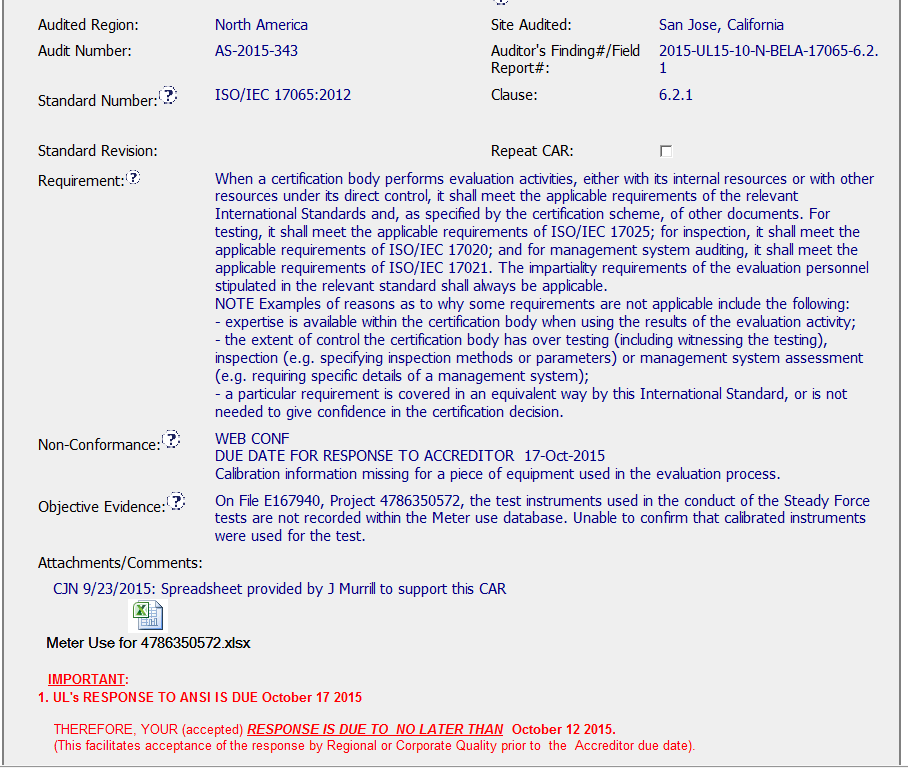 Audited Region: North America Site Audited: San Jose, California
Audit Number: AS-2015-343 Auditor's Finding#/Field 2015-UL15-10-N-BELA-17065-6.2.
Report#: 1
Standard Number: ? ISO/IEC 17065:2012 Clause: 6.2.1
Standard Revision: Repeat CAR:
Requirement: ? When a certification body performs evaluation activities, either with its internal resources or with other
resources under its direct control, it shall meet the applicable requirements of the relevant
International Standards and, as specified by the certification scheme, of other documents. For
testing, it shall meet the applicable requirements of ISO/IEC 17025; for inspection, it shall meet the
applicable requirements of ISO/IEC 17020; and for management system auditing, it shall meet the
applicable requirements of ISO/IEC 17021. The impartiality requirements of the evaluation personnel
stipulated in the relevant standard shall always be applicable.
NOTE Examples of reasons as to why some requirements are not applicable include the following:
- expertise is available within the certification body when using the results of the evaluation activity;
- the extent of control the certification body has over testing (including witnessing the testing),
inspection (e.g. specifying inspection methods or parameters) or management system assessment
(e.g. requiring specific details of a management system);
- a particular requirement is covered in an equivalent way by this International Standard, or is not
needed to give confidence in the certification decision.
Non-Conformance: ? WEB CONF
DUE DATE FOR RESPONSE TO ACCREDITOR 17-Oct-2015
Calibration information missing for a piece of equipment used in the evaluation process.
Objective Evidence: ? On File E167940, Project 4786350572, the test instruments used in the conduct of the Steady Force
tests are not recorded within the Meter use database. Unable to confirm that calibrated instruments
were used for the test.
Attachments/Comments:
CJN 9/23/2015: Spreadsheet provided by J Murrill to support this CAR
Meter Use for 4786350572.xlsx
IMPORTANT:
1. UL's RESPONSE TO ANSI IS DUE October 17 2015
THEREFORE, YOUR (accepted) RESPONSE IS DUE TO NO LATER THAN October 12 2015.
(This facilitates acceptance of the response by Regional or Corporate Quality prior to the Accreditor due date).